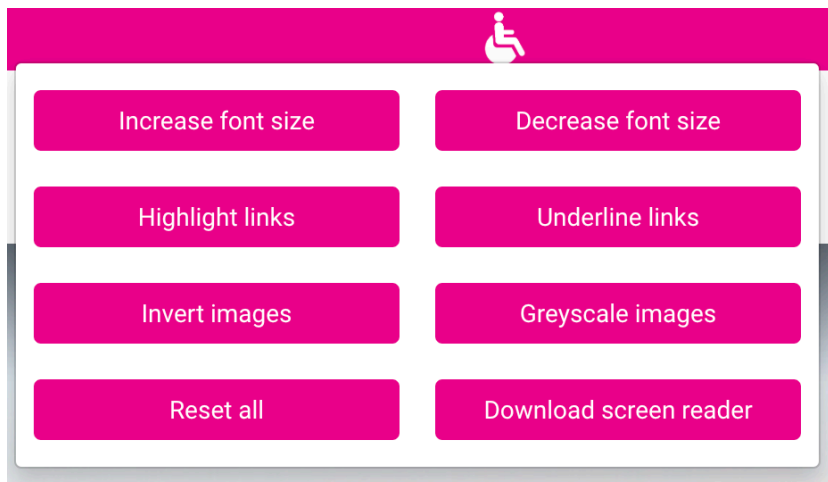 Increase font size
Decrease font size
Highlight links
Underline links
Invert images
Greyscale images
Reset all
Download screen reader